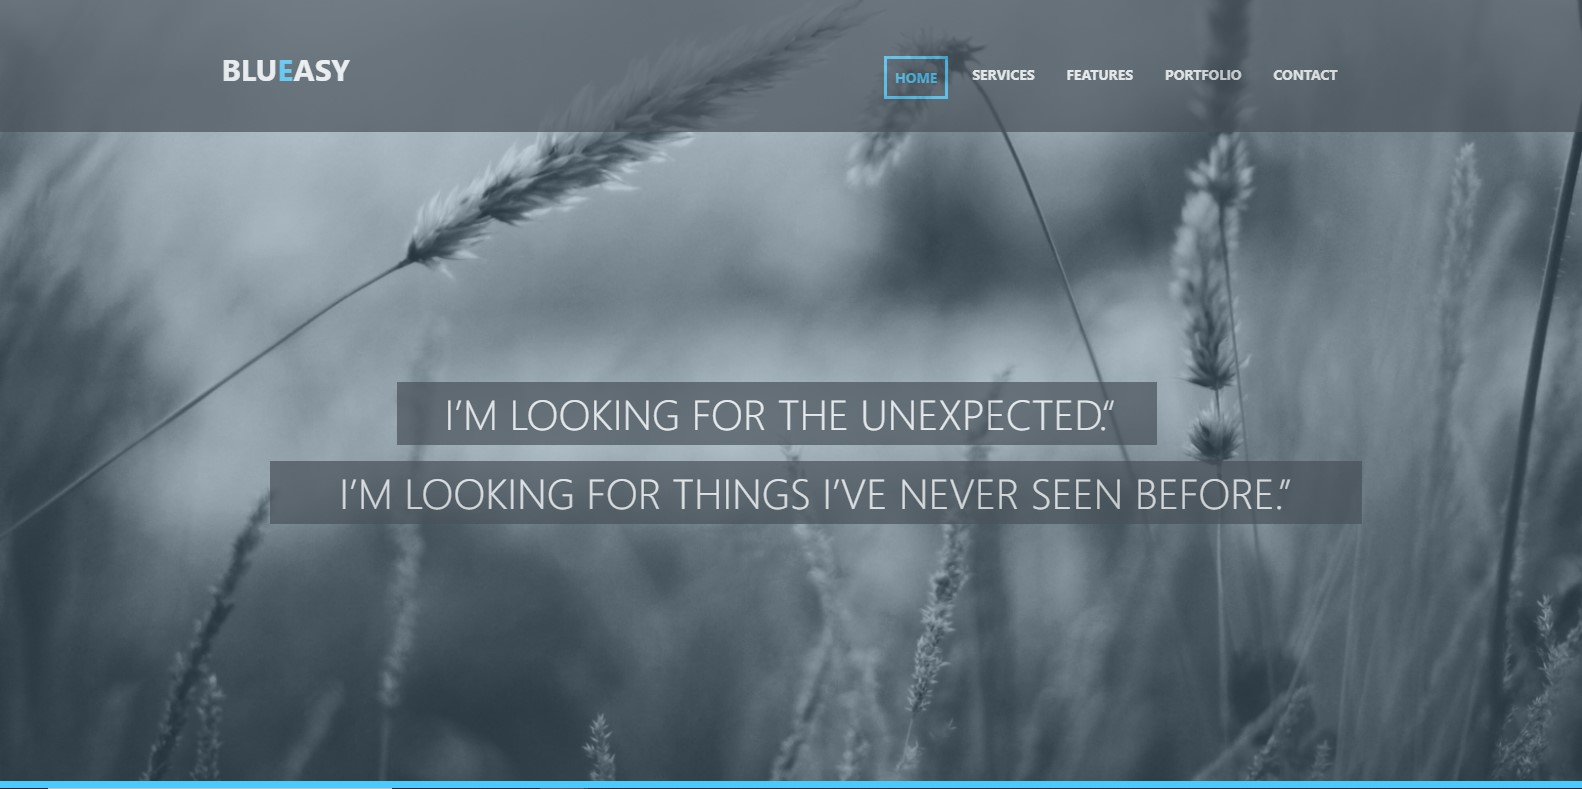 BLUEASY
HOME SERVICES FEATURES PORTFOLIO CONTACT
I’M LOOKING FOR THE UNEXPECTED.“
I’M LOOKING FOR THINGS I’VE NEVER SEEN BEFORE.”